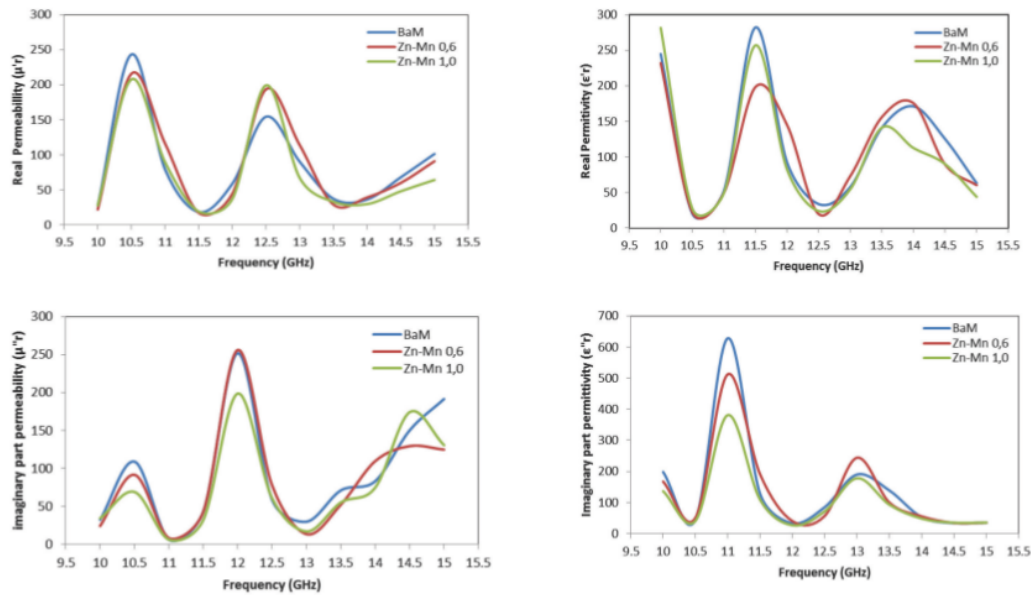 Real Permeabillity (μ'r)
300
250
200
150
100
50
0
9.5 10 10.5 11 11.5 12 12.5 13 13.5 14 14.5 15 15.5
Frequency (GHz)
BaM
Zn-Mn 0,6
Zn-Mn 1,0
Real Permitivity (ε'r)
300
250
200
150
100
50
0
9.5 10 10.5 11 11.5 12 12.5 13 13.5 14 14.5 15 15.5
Frequency (GHz)
BaM
Zn-Mn 0,6
Zn-Mn 1,0
imaginary part permeability (μ"r)
300
250
200
150
100
50
0
9.5 10 10.5 11 11.5 12 12.5 13 13.5 14 14.5 15 15.5
Frequency (GHz)
BaM
Zn-Mn 0,6
Zn-Mn 1,0
Imaginary part permittivity (ε"r)
700
600
500
400
300
200
100
0
9.5 10 10.5 11 11.5 12 12.5 13 13.5 14 14.5 15 15.5
Frequency (GHz)
BaM
Zn-Mn 0,6
Zn-Mn 1,0